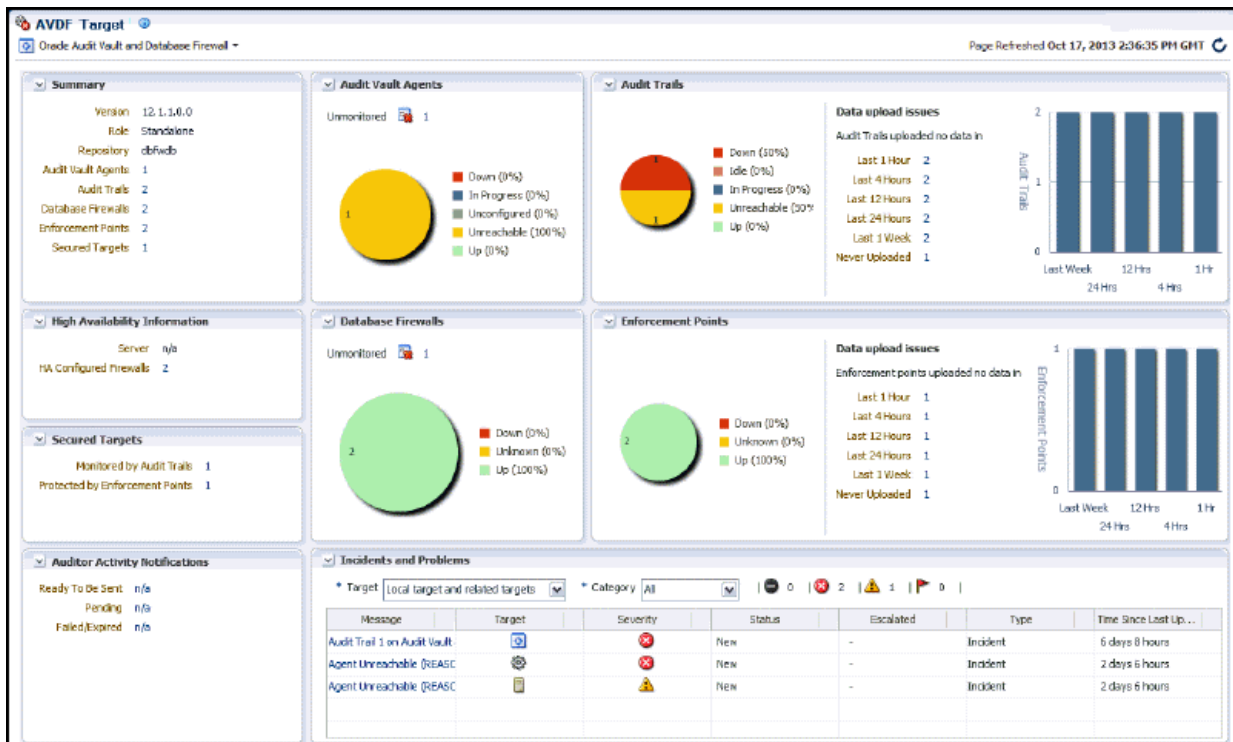 AVDF Target
Oracle Audit Vault and Database Firewall
Page Refreshed Oct 17, 2013 2:36:35 PM GMT
Summary
Version 12.1.1.0.0
Role Standalone
Repository dbfwdb
Audit Vault Agents 1
Audit Trails 2
Database Firewalls 2
Enforcement Points 2
Secured Targets 1
Audit Vault Agents
Unmonitored 1
1
Down (0%)
In Progress (0%)
Unconfigured (0%)
Unreachable (100%)
Up (0%)
Audit Trails
1
1
Down (50%)
Idle (0%)
In Progress (0%)
Unreachable (50%
Up (0%)
Data upload issues
Audit Trails uploaded no data in
Last 1 Hour 2
Last 4 Hours 2
Last 12 Hours 2
Last 24 Hours 2
Last 1 Week 2
Never Uploaded 1
Audit Trails
2
1
0
Last Week 12 Hrs 1 Hr
24 Hrs 4 Hrs
High Availability Information
Server n/a
HA Configured Firewalls 2
Database Firewalls
Unmonitored 1
2
Down (0%)
Unknown (0%)
Up (100%)
Enforcement Points
2
Down (0%)
Unknown (0%)
Up (100%)
Data upload issues
Enforcement points uploaded no data in
Last 1 Hour 1
Last 4 Hours 1
Last 12 Hours 1
Last 24 Hours 1
Last 1 Week 1
Never Uploaded 1
Enforcement Points
1
0
Last Week 12 Hrs 1 Hr
24 Hrs 4 Hrs
Secured Targets
Monitored by Audit Trails 1
Protected by Enforcement Points 1
Auditor Activity Notifications
Ready To Be Sent n/a
Pending n/a
Failed/Expired n/a
Incidents and Problems
* Target Local target and related targets * Category All | 0 | 2 | 1 | 0 |
Message Target Severity Status Escalated Type Time Since Last Up...
Audit Trail 1 on Audit Vault New - Incident 6 days 8 hours
Agent Unreachable (REASC New - Incident 2 days 6 hours
Agent Unreachable (REASC New - Incident 2 days 6 hours